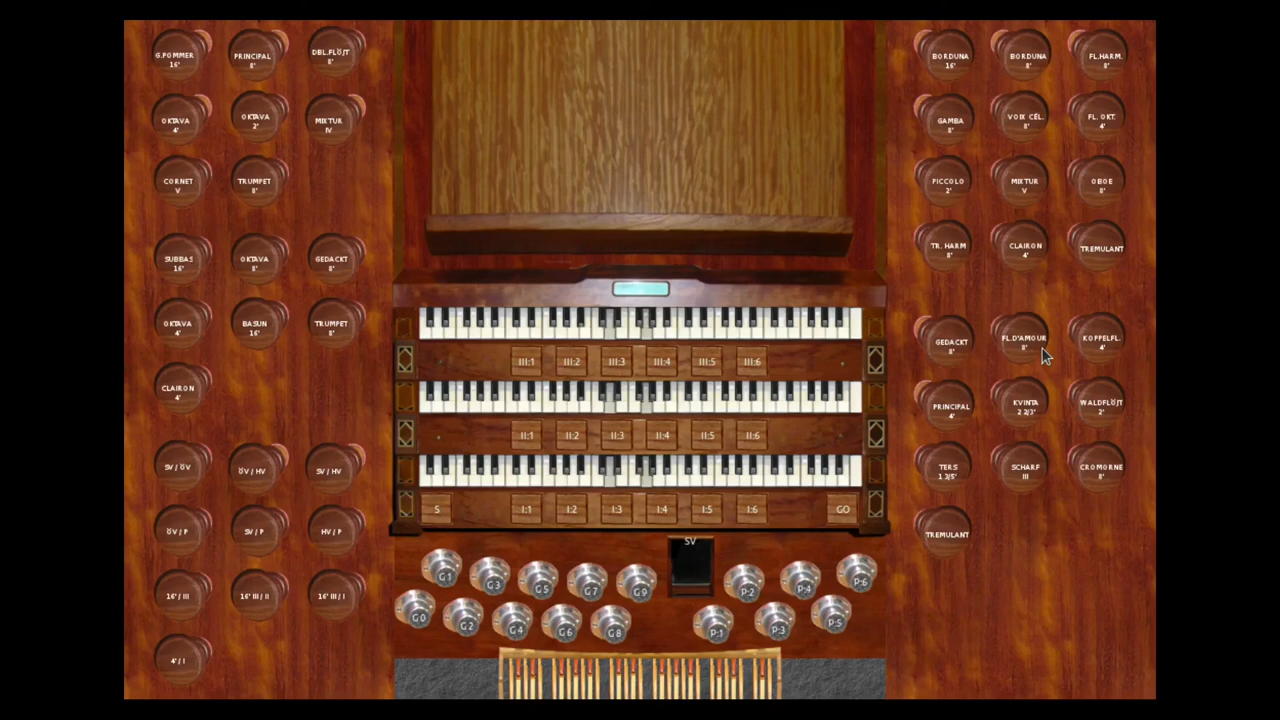 G.POMMER
16'
PRINCIPAL
8'
DBL.FLÖJT
8'
OKTAVA
4'
OKTAVA
2'
MIXTUR
IV
CORNET
V
TRUMPET
8'
SUBBAS
16'
OKTAVA
8'
GEDACKT
8'
OKTAVA
4'
BASUN
16'
TRUMPET
8'
CLAIRON
4'
SV / ÖV
ÖV / HV
SV / HV
ÖV / P
SV / P
HV / P
16' / III
16' III / II
16' III / I
4' / I
III:1
III:2
III:3
III:4
III:5
III:6
II:1
II:2
II:3
II:4
II:5
II:6
S
I:1
I:2
I:3
I:4
I:5
I:6
GO
SV
G1
G3
G5
G7
G9
P:2
P:4
P:6
G0
G2
G4
G6
G8
P:1
P:3
P:5
BORDUNA
16'
BORDUNA
8'
FL.HARM.
8'
GAMBA
8'
VOIX CÉL.
8'
FL. OKT.
4'
PICCOLO
2'
MIXTUR
V
OBOE
8'
TR. HARM
8'
CLAIRON
4'
TREMULANT
GEDACKT
8'
FL.D'AMOUR
8'
KOPPELFL.
4'
PRINCIPAL
4'
KVINTA
2 2/3'
WALDFLÖJT
2'
TERS
1 3/5'
SCHARF
III
CROMORNE
8'
TREMULANT